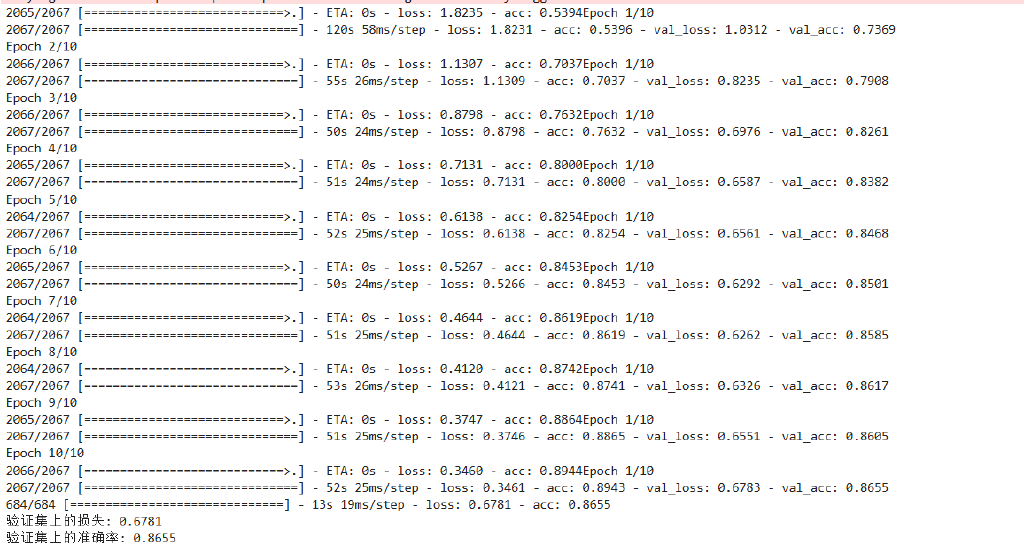 2065/2067 [============================>.] - ETA: 0s - loss: 1.8235 - acc: 0.5394Epoch 1/10
2067/2067 [==============================] - 120s 58ms/step - loss: 1.8231 - acc: 0.5396 - val_loss: 1.0312 - val_acc: 0.7369
Epoch 2/10
2066/2067 [============================>.] - ETA: 0s - loss: 1.1307 - acc: 0.7037Epoch 1/10
2067/2067 [==============================] - 55s 26ms/step - loss: 1.1309 - acc: 0.7037 - val_loss: 0.8235 - val_acc: 0.7908
Epoch 3/10
2066/2067 [============================>.] - ETA: 0s - loss: 0.8798 - acc: 0.7632Epoch 1/10
2067/2067 [==============================] - 50s 24ms/step - loss: 0.8798 - acc: 0.7632 - val_loss: 0.6976 - val_acc: 0.8261
Epoch 4/10
2065/2067 [============================>.] - ETA: 0s - loss: 0.7131 - acc: 0.8000Epoch 1/10
2067/2067 [==============================] - 51s 24ms/step - loss: 0.7131 - acc: 0.8000 - val_loss: 0.6587 - val_acc: 0.8382
Epoch 5/10
2064/2067 [============================>.] - ETA: 0s - loss: 0.6138 - acc: 0.8254Epoch 1/10
2067/2067 [==============================] - 52s 25ms/step - loss: 0.6138 - acc: 0.8254 - val_loss: 0.6561 - val_acc: 0.8468
Epoch 6/10
2065/2067 [============================>.] - ETA: 0s - loss: 0.5267 - acc: 0.8453Epoch 1/10
2067/2067 [==============================] - 50s 24ms/step - loss: 0.5266 - acc: 0.8453 - val_loss: 0.6292 - val_acc: 0.8501
Epoch 7/10
2064/2067 [============================>.] - ETA: 0s - loss: 0.4644 - acc: 0.8619Epoch 1/10
2067/2067 [==============================] - 51s 25ms/step - loss: 0.4644 - acc: 0.8619 - val_loss: 0.6262 - val_acc: 0.8585
Epoch 8/10
2064/2067 [============================>.] - ETA: 0s - loss: 0.4120 - acc: 0.8742Epoch 1/10
2067/2067 [==============================] - 53s 26ms/step - loss: 0.4121 - acc: 0.8741 - val_loss: 0.6326 - val_acc: 0.8617
Epoch 9/10
2065/2067 [============================>.] - ETA: 0s - loss: 0.3747 - acc: 0.8864Epoch 1/10
2067/2067 [==============================] - 51s 25ms/step - loss: 0.3746 - acc: 0.8865 - val_loss: 0.6551 - val_acc: 0.8605
Epoch 10/10
2066/2067 [============================>.] - ETA: 0s - loss: 0.3460 - acc: 0.8944Epoch 1/10
2067/2067 [==============================] - 52s 25ms/step - loss: 0.3461 - acc: 0.8943 - val_loss: 0.6783 - val_acc: 0.8655
684/684 [==============================] - 13s 19ms/step - loss: 0.6781 - acc: 0.8655
验证集上的损失: 0.6781
验证集上的准确率: 0.8655